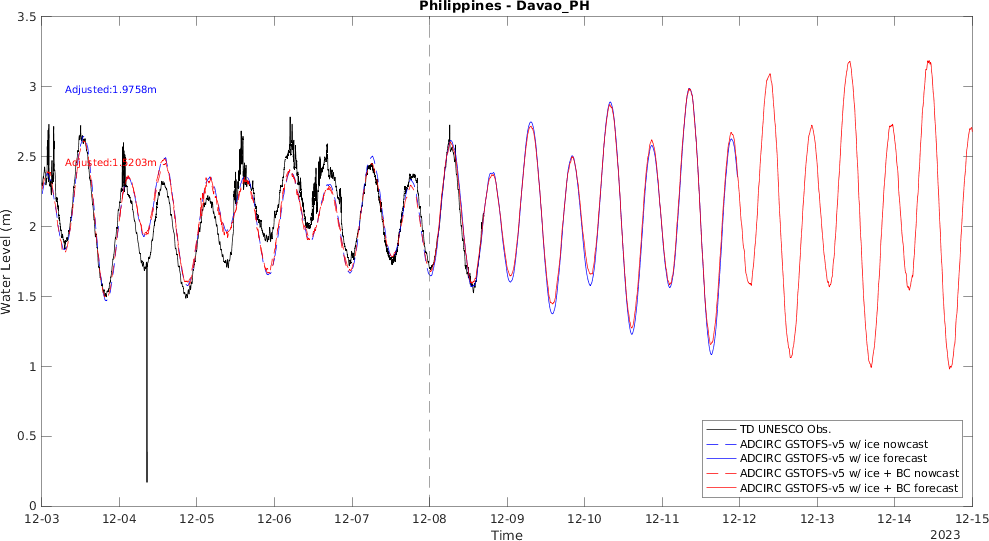 Philippines - Davao_PH
3.5
3
2.5
2
1.5
1
0.5
0
Water Level (m)
Adjusted:1.9758m
Adjusted:1.5203m
TD UNESCO Obs.
ADCIRC GSTOFS-v5 w/ ice nowcast
ADCIRC GSTOFS-v5 w/ ice forecast
ADCIRC GSTOFS-v5 w/ ice + BC nowcast
ADCIRC GSTOFS-v5 w/ ice + BC forecast
12-03 12-04 12-05 12-06 12-07 12-08 12-09 12-10 12-11 12-12 12-13 12-14 12-15
Time
2023